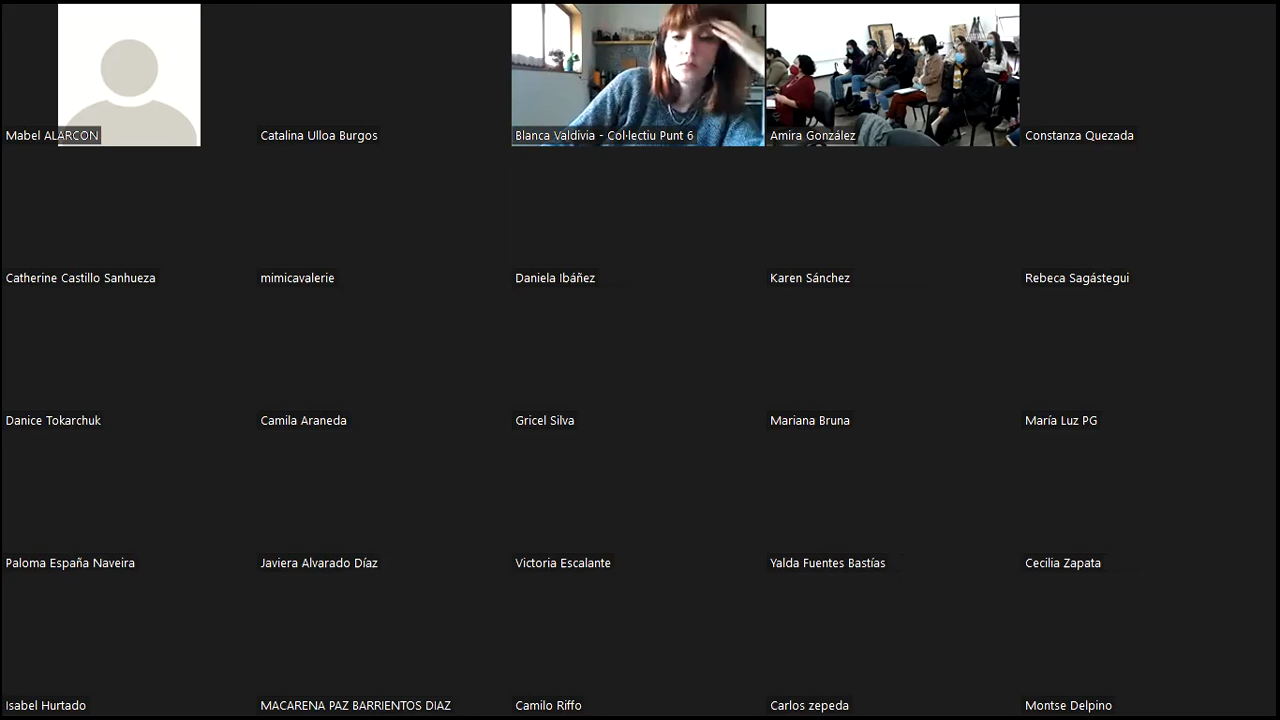 Mabel ALARCON
Catalina Ulloa Burgos
Blanca Valdivia - Col·lectiu Punt 6
Amira González
Constanza Quezada
Catherine Castillo Sanhueza
mimicavalerie
Daniela Ibáñez
Karen Sánchez
Rebeca Sagástegui
Danice Tokarchuk
Camila Araneda
Gricel Silva
Mariana Bruna
María Luz PG
Paloma España Naveira
Javiera Alvarado Díaz
Victoria Escalante
Yalda Fuentes Bastías
Cecilia Zapata
Isabel Hurtado
MACARENA PAZ BARRIENTOS DIAZ
Camilo Riffo
Carlos zepeda
Montse Delpino